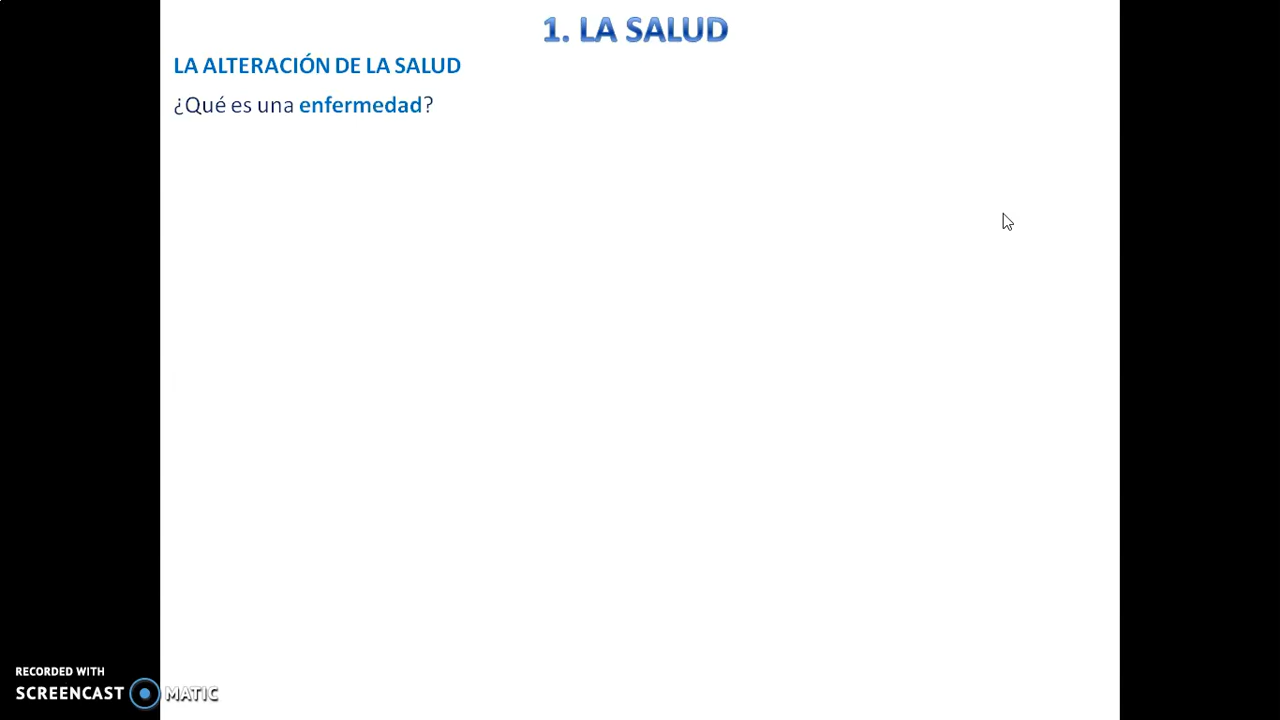 1. LA SALUD
LA ALTERACIÓN DE LA SALUD
¿Qué es una enfermedad?
RECORDED WITH
SCREENCAST MATIC